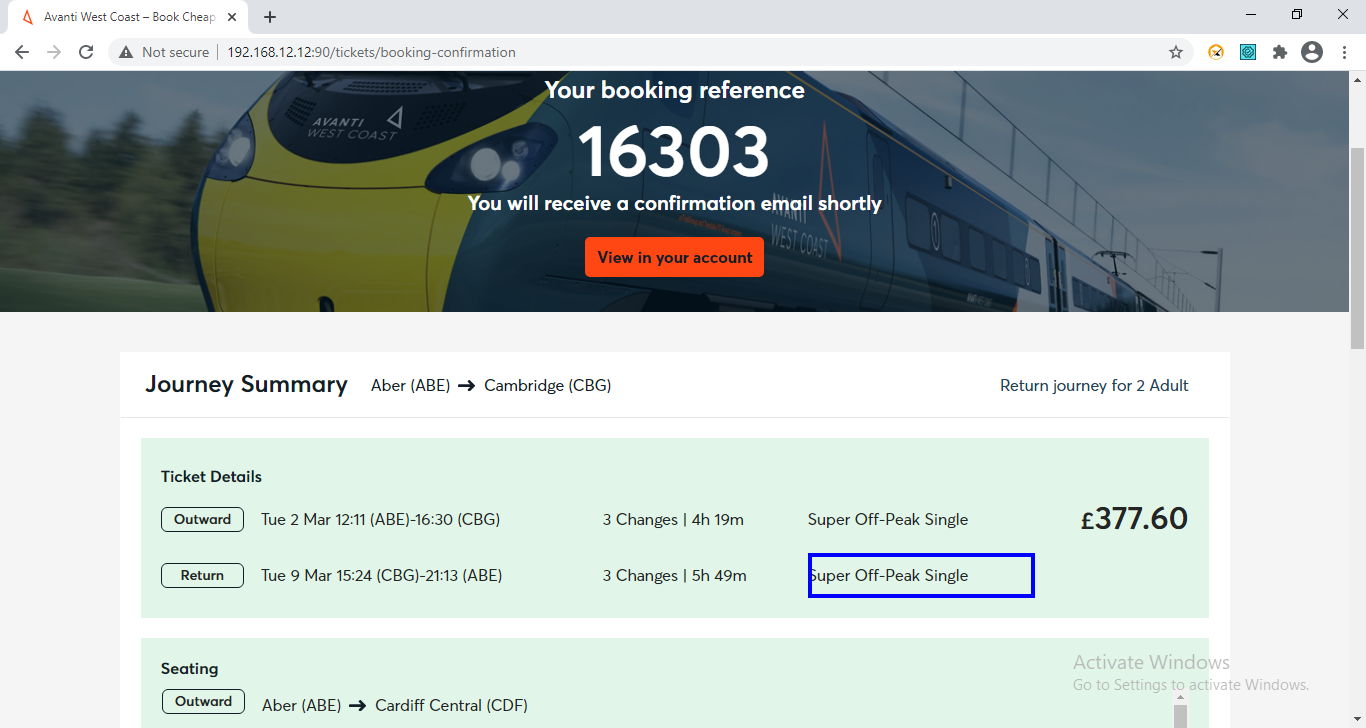 Avanti West Coast – Book Cheap
Not secure
192.168.12.12:90/tickets/booking-confirmation
Your booking reference
AVANTI
WEST COAST
16303
You will receive a confirmation email shortly
AVANTI
WEST COAST
View in your account
Journey Summary Aber (ABE) → Cambridge (CBG) Return journey for 2 Adult
Ticket Details
Outward Tue 2 Mar 12:11 (ABE)-16:30 (CBG) 3 Changes | 4h 19m Super Off-Peak Single £377.60
Return Tue 9 Mar 15:24 (CBG)-21:13 (ABE) 3 Changes | 5h 49m Super Off-Peak Single
Seating
Outward Aber (ABE) → Cardiff Central (CDF)
Activate Windows
Go to Settings to activate Windows.